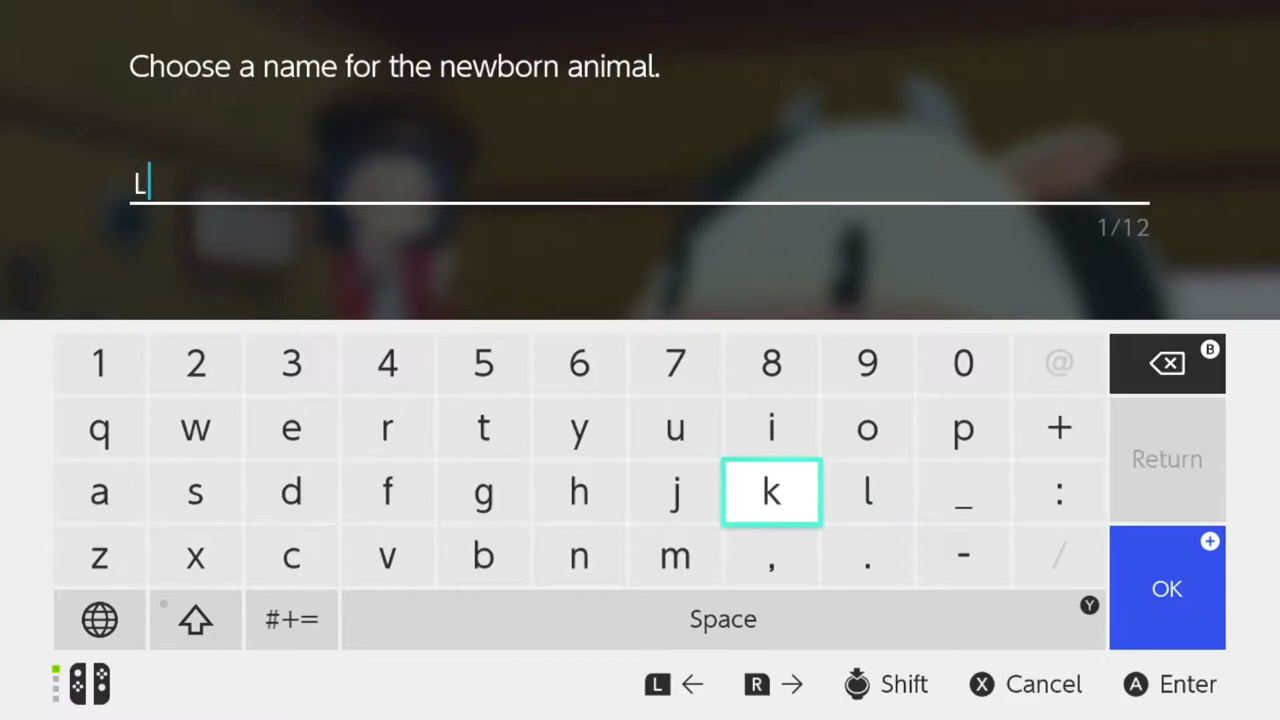 Choose a name for the newborn animal.
L
1/12
1 2 3 4 5 6 7 8 9 0 @ B
q w e r t y u i o p + Return
a s d f g h j k l _ :
z x c v b n m , . - / + OK
#+= Space Y
L ← R → Shift X Cancel A Enter